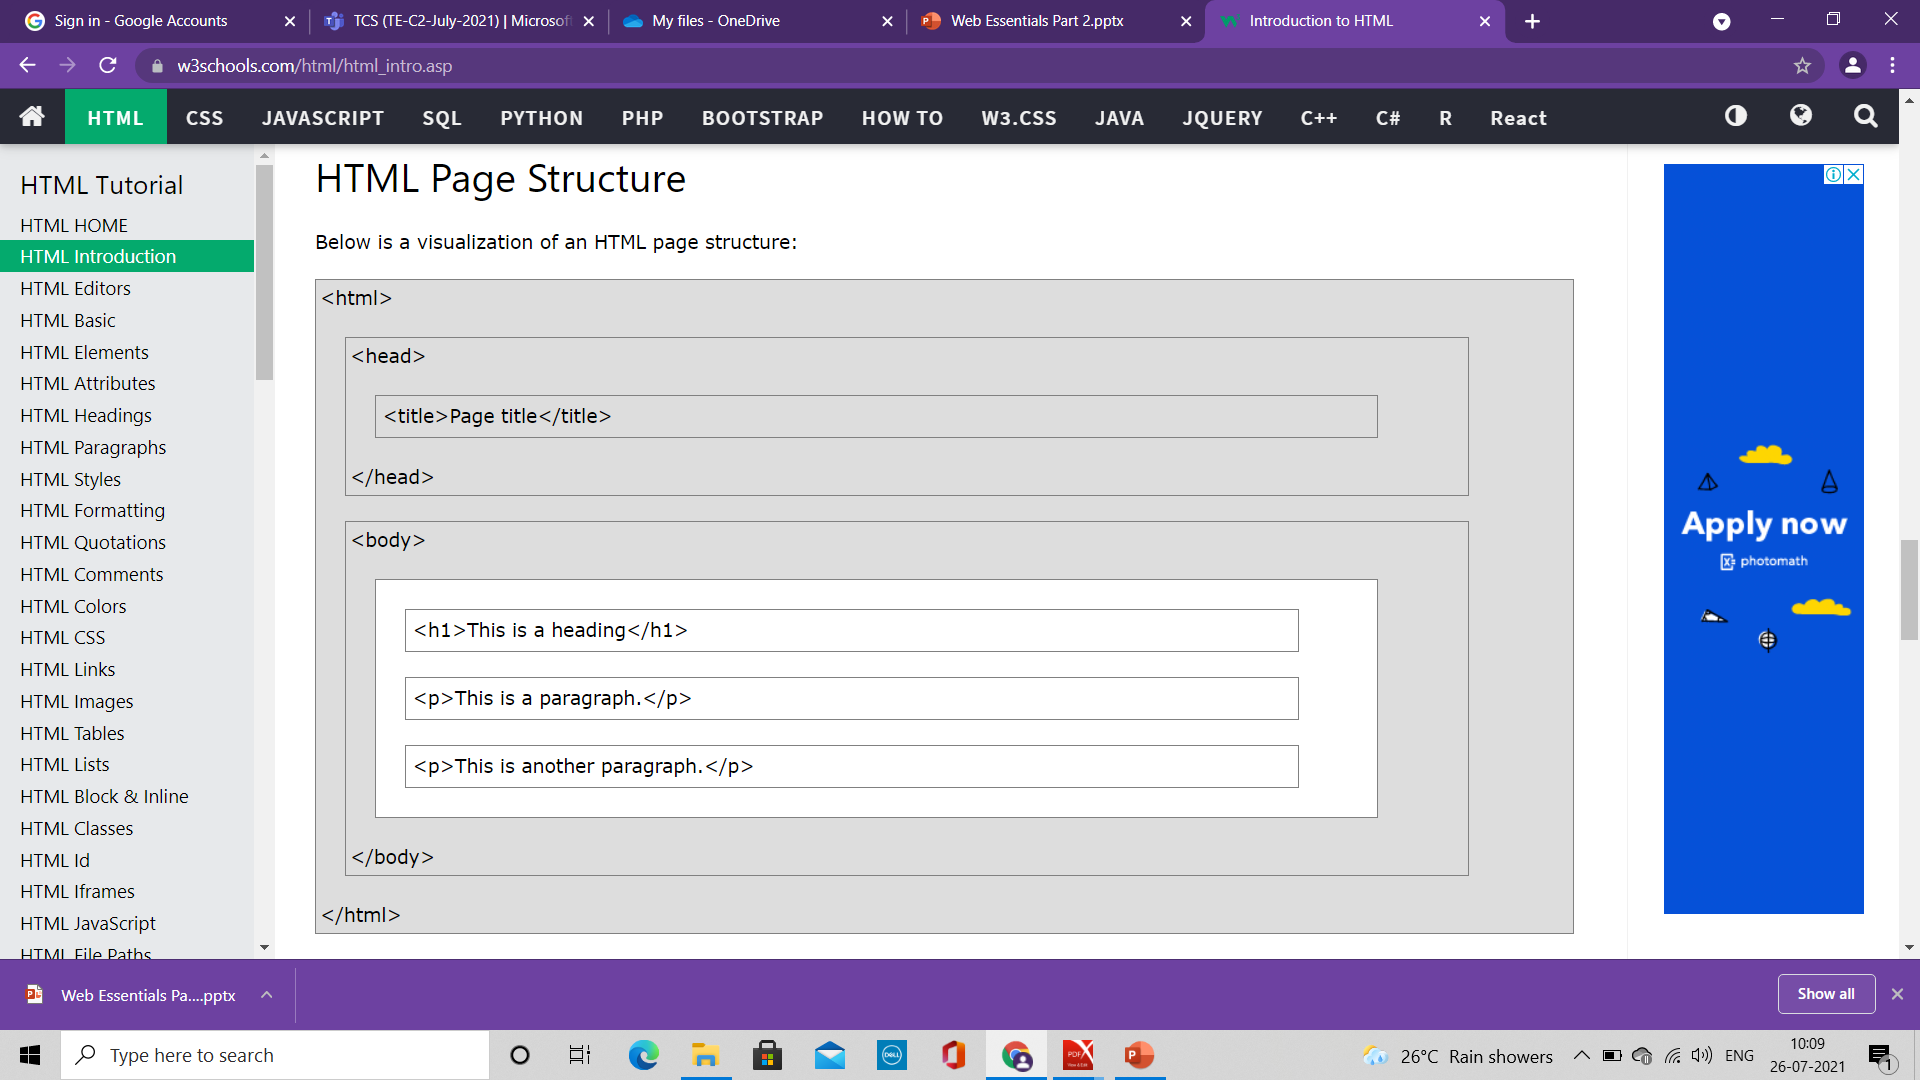 Sign in - Google Accounts
TCS (TE-C2-July-2021) | Microsof
My files - OneDrive
Web Essentials Part 2.pptx
Introduction to HTML
w3schools.com/html/html_intro.asp
HTML CSS JAVASCRIPT SQL PYTHON PHP BOOTSTRAP HOW TO W3.CSS JAVA JQUERY C++ C# R React
HTML Tutorial
HTML HOME
HTML Introduction
HTML Editors
HTML Basic
HTML Elements
HTML Attributes
HTML Headings
HTML Paragraphs
HTML Styles
HTML Formatting
HTML Quotations
HTML Comments
HTML Colors
HTML CSS
HTML Links
HTML Images
HTML Tables
HTML Lists
HTML Block & Inline
HTML Classes
HTML Id
HTML Iframes
HTML JavaScript
HTML File Paths
HTML Page Structure
Below is a visualization of an HTML page structure:
<html>
<head>
<title>Page title</title>
</head>
<body>
<h1>This is a heading</h1>
<p>This is a paragraph.</p>
<p>This is another paragraph.</p>
</body>
</html>
Apply now
photomath
Web Essentials Pa....pptx
Show all
Type here to search
DELL
PDF
26°C Rain showers
ENG
10:09
26-07-2021
1